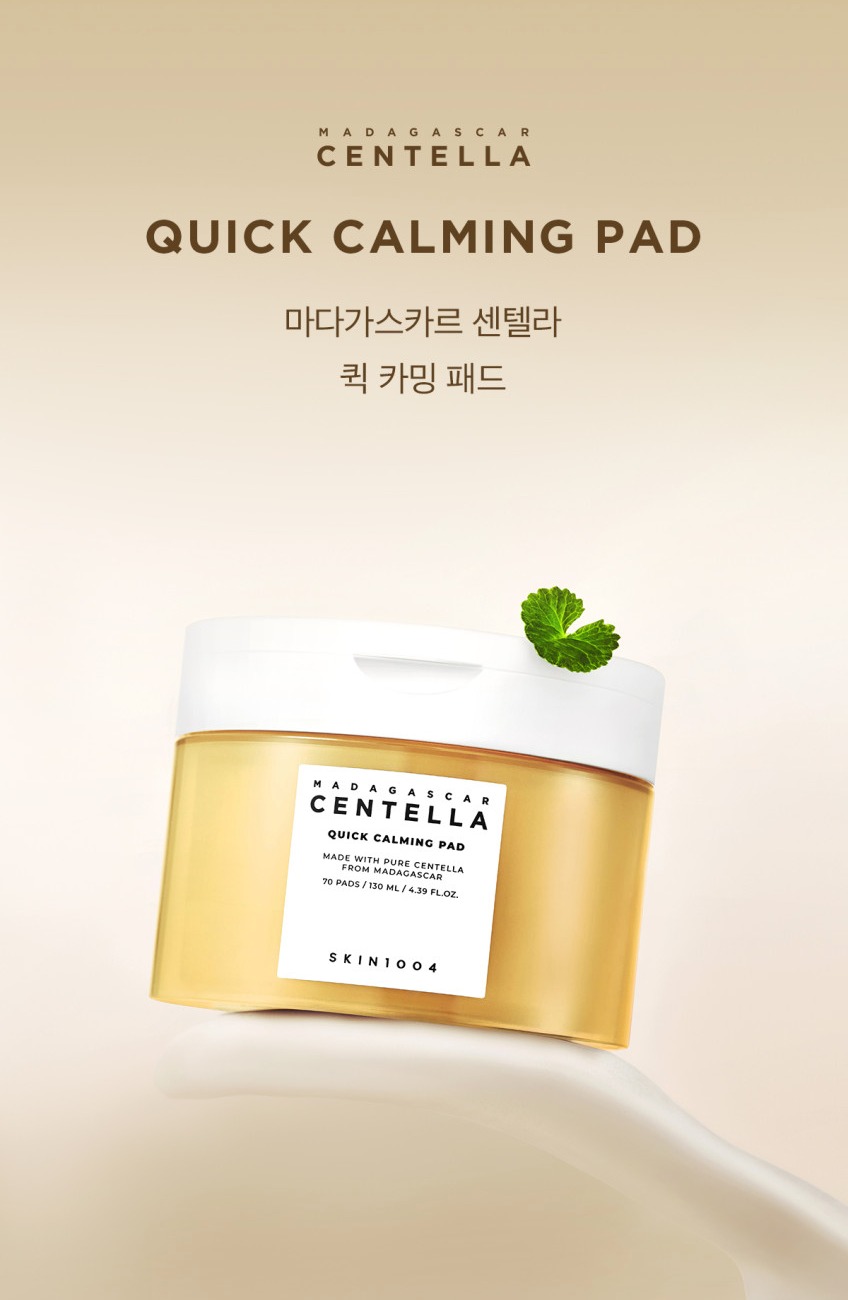 MADAGASCAR
CENTELLA
QUICK CALMING PAD
마다가스카르 센텔라
퀵 카밍 패드
MADAGASCAR
CENTELLA
QUICK CALMING PAD
MADE WITH PURE CENTELLA
FROM MADAGASCAR
70 PADS / 130 ML / 4.39 FL.OZ.
SKIN1004